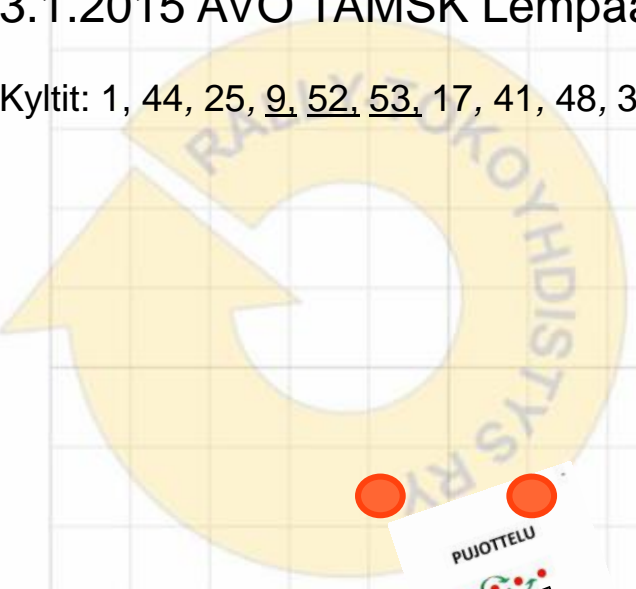 3.1.2015 AVO TAMSK Lempää
Kyltit: 1, 44, 25, 9, 52, 53, 17, 41, 48, 3
RALLY-TOKOYHDISTYS RY
PUJOTTELU